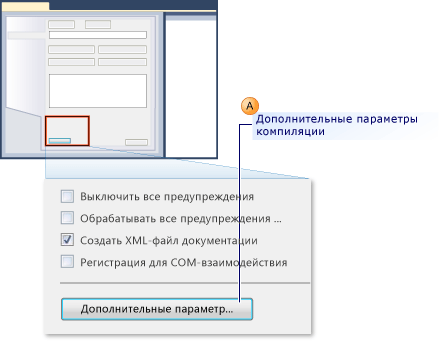 A
Дополнительные параметры
компиляции
Выключить все предупреждения
Обрабатывать все предупреждения ...
Создать XML-файл документации
Регистрация для COM-взаимодействия
Дополнительные параметр...